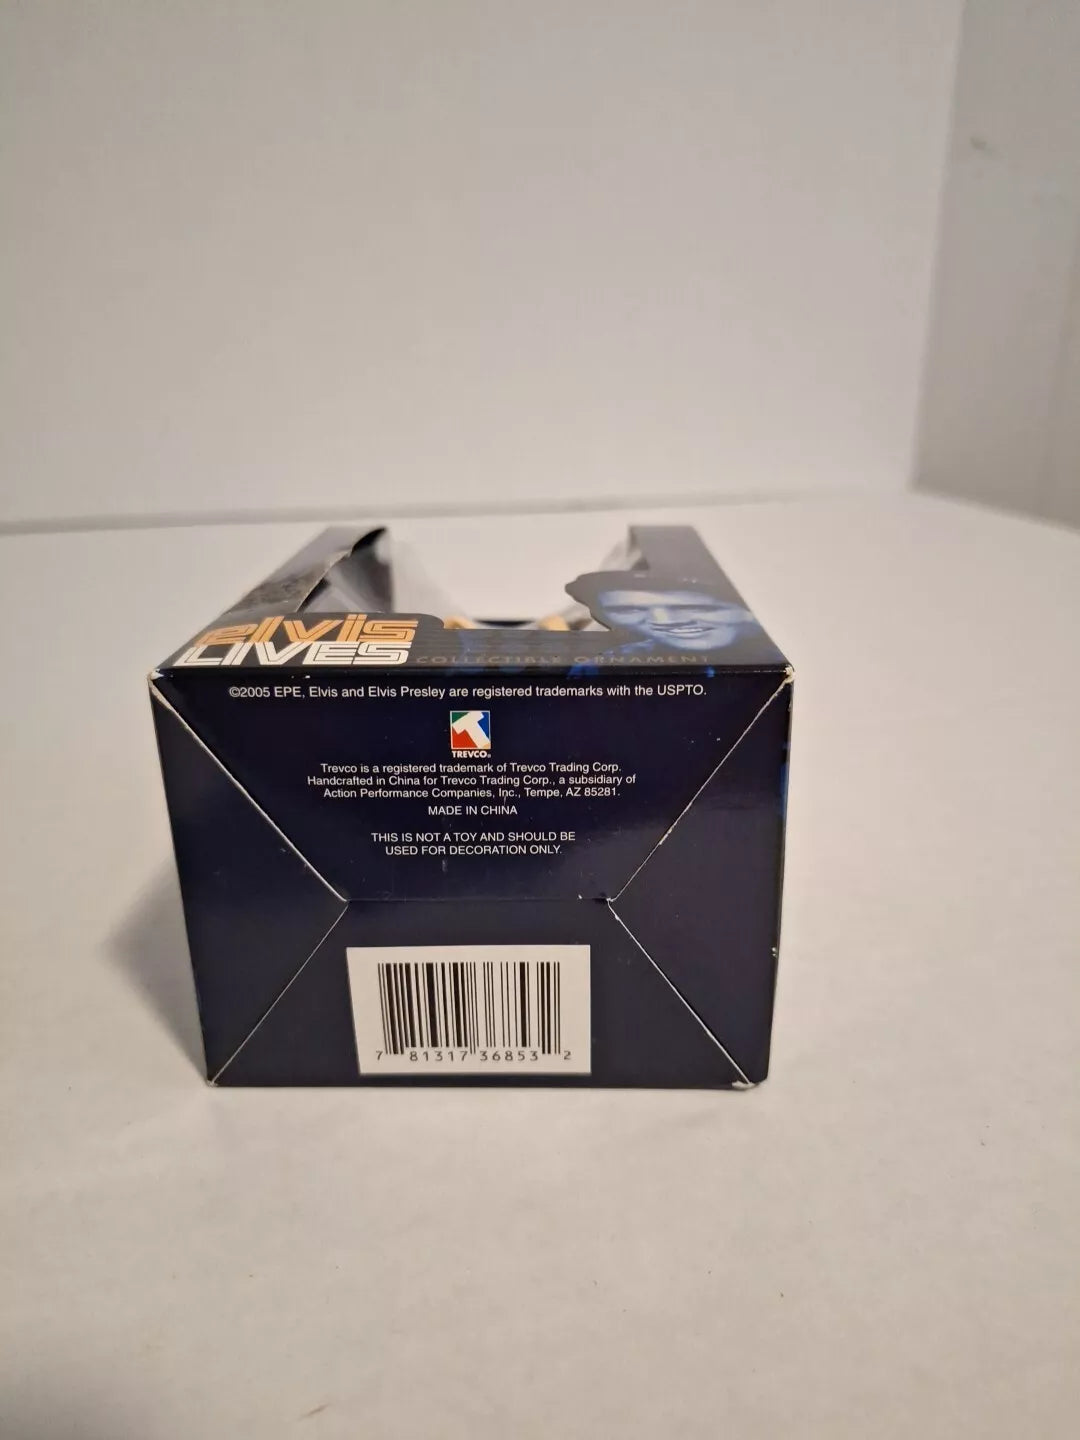 elvis
LIVES
COLLECTIBLE ORNAMENT
©2005 EPE, Elvis and Elvis Presley are registered trademarks with the USPTO.
TREVCO®
Trevco is a registered trademark of Trevco Trading Corp.
Handcrafted in China for Trevco Trading Corp., a subsidiary of
Action Performance Companies, Inc., Tempe, AZ 85281.
MADE IN CHINA
THIS IS NOT A TOY AND SHOULD BE
USED FOR DECORATION ONLY.
7 81317 36853 2